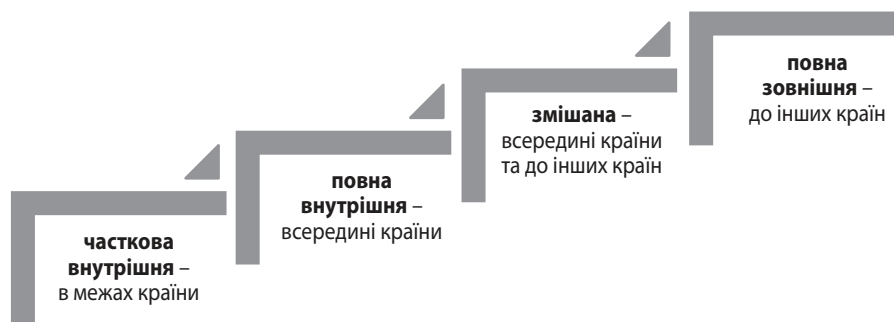 часткова
внутрішня –
в межах країни
повна
внутрішня –
всередині країни
змішана –
всередині країни
та до інших країн
повна
зовнішня –
до інших країн